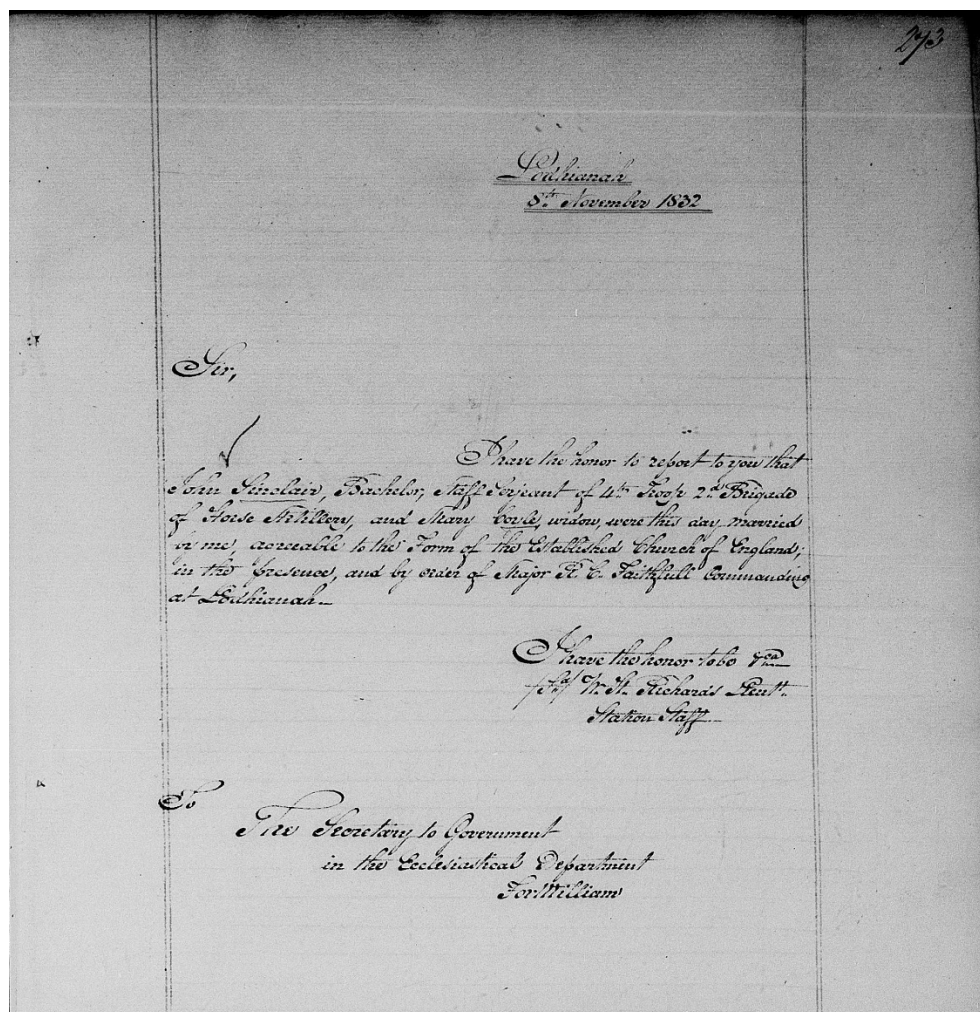 273
Lodhianah
8th November 1832
Sir,
I have the honor to report to you that
John Sinclair, Bachelor, Staff Serjeant of 4th Troop 2nd Brigade
of Horse Artillery, and Mary Coyle, widow, were this day married
by me, agreeable to the Form of the Established Church of England;
in the presence, and by order of Major R. C. Faithfull Commanding
at Lodhianah
I have the honor to be &ca
W. St. Richards Lieutt.
Station Staff
To
The Secretary to Government
in the Ecclesiastical Department
Fort William